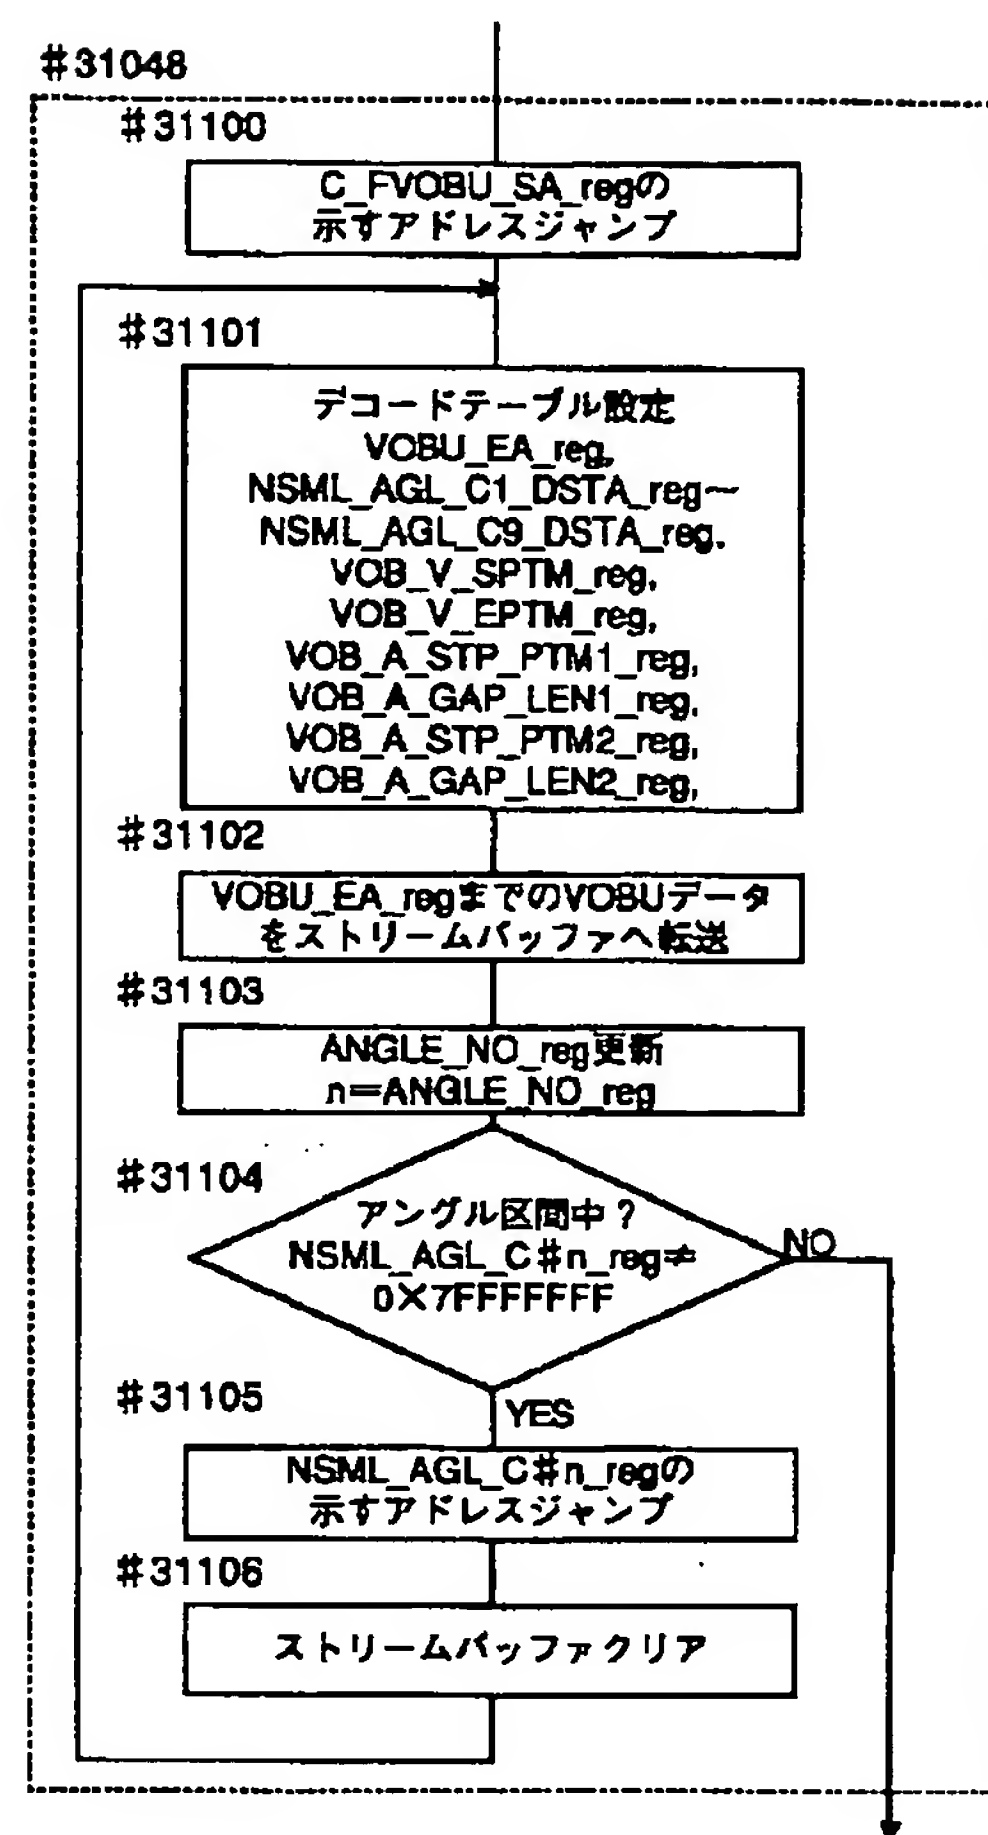 #31048
#31100
C_FVOBU_SA_regの
示すアドレスジャンプ
#31101
デコードテーブル設定
VOBU_EA_reg,
NSML_AGL_C1_DSTA_reg~
NSML_AGL_C9_DSTA_reg,
VOB_V_SPTM_reg,
VOB_V_EPTM_reg,
VOB_A_STP_PTM1_reg,
VOB_A_GAP_LEN1_reg,
VOB_A_STP_PTM2_reg,
VOB_A_GAP_LEN2_reg,
#31102
VOBU_EA_regまでのVOBUデータ
をストリームバッファへ転送
#31103
ANGLE_NO_reg更新
n=ANGLE_NO_reg
#31104
アングル区間中?
NSML_AGL_C#n_reg≠
0×7FFFFFFF
NO
#31105
YES
NSML_AGL_C#n_regの
示すアドレスジャンプ
#31106
ストリームバッファクリア